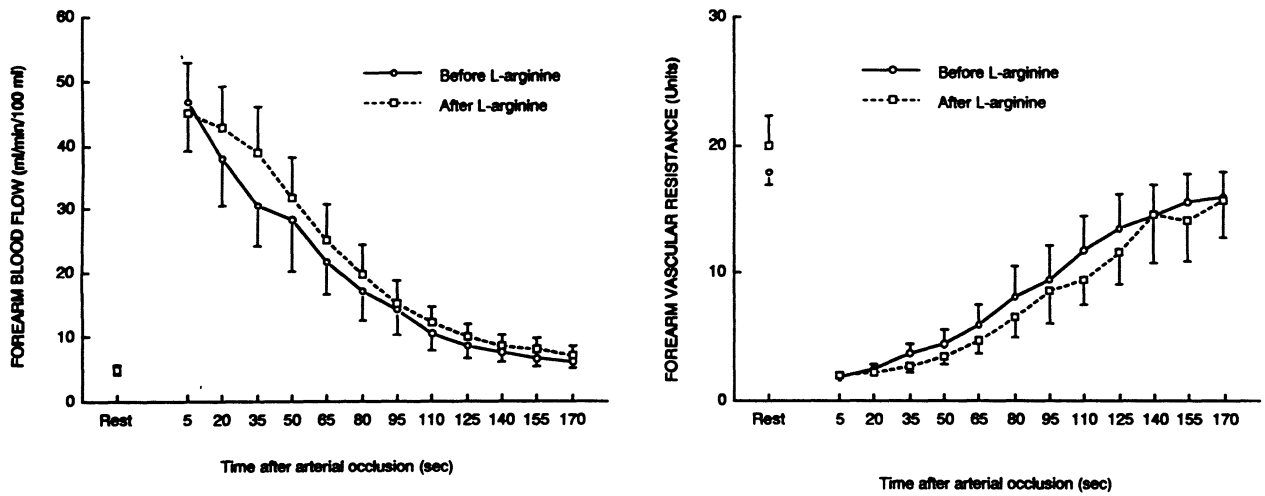 FOREARM BLOOD FLOW (ml/min/100 ml)
60
50
40
30
20
10
0
Before L-arginine
After L-arginine
Rest 5 20 35 50 65 80 95 110 125 140 155 170
Time after arterial occlusion (sec)
FOREARM VASCULAR RESISTANCE (Units)
30
20
10
0
Before L-arginine
After L-arginine
Rest 5 20 35 50 65 80 95 110 125 140 155 170
Time after arterial occlusion (sec)